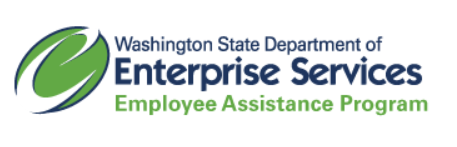 Washington State Department of
Enterprise Services
Employee Assistance Program